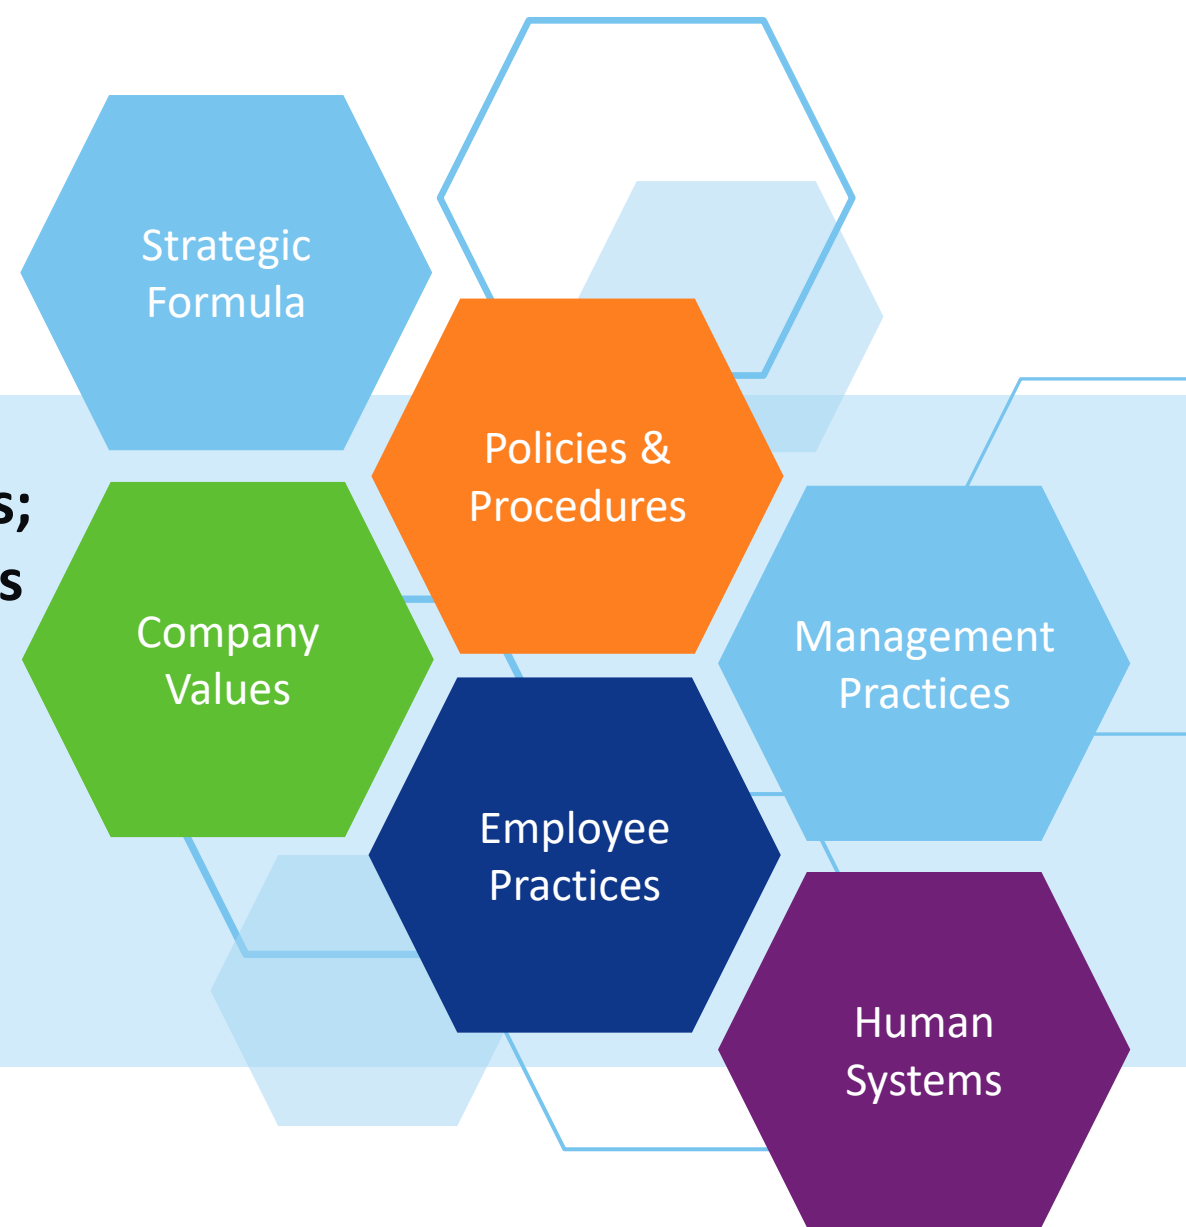 Strategic
Formula
Policies &
Procedures
s;
s
Company
Values
Management
Practices
Employee
Practices
Human
Systems